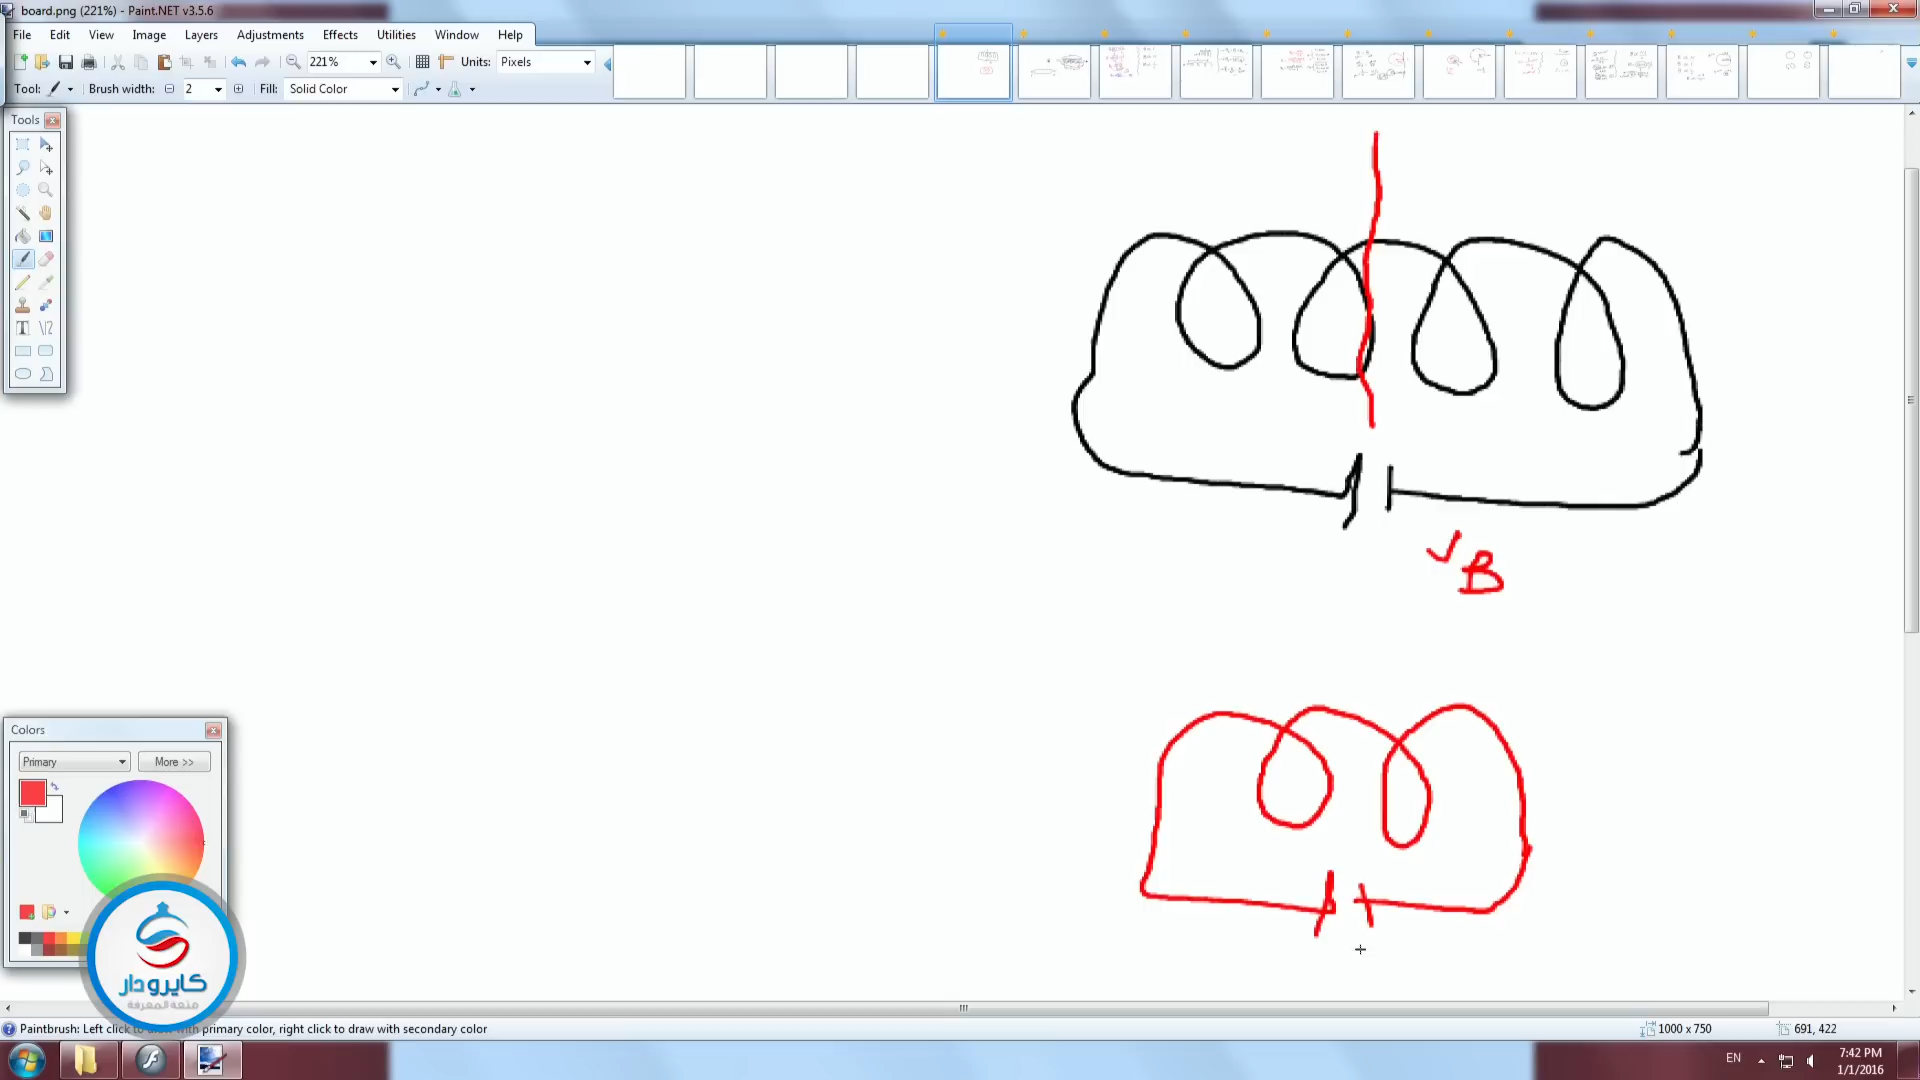 board.png (221%) - Paint.NET v3.5.6
File Edit View Image Layers Adjustments Effects Utilities Window Help
221% Units: Pixels
Tool: Brush width: 2 Fill: Solid Color
Tools
B
Colors
Primary More >>
كايرودار
متعة المعرفة
Paintbrush: Left click to draw with primary color, right click to draw with secondary color
1000 x 750 691, 422
EN 7:42 PM
1/1/2016